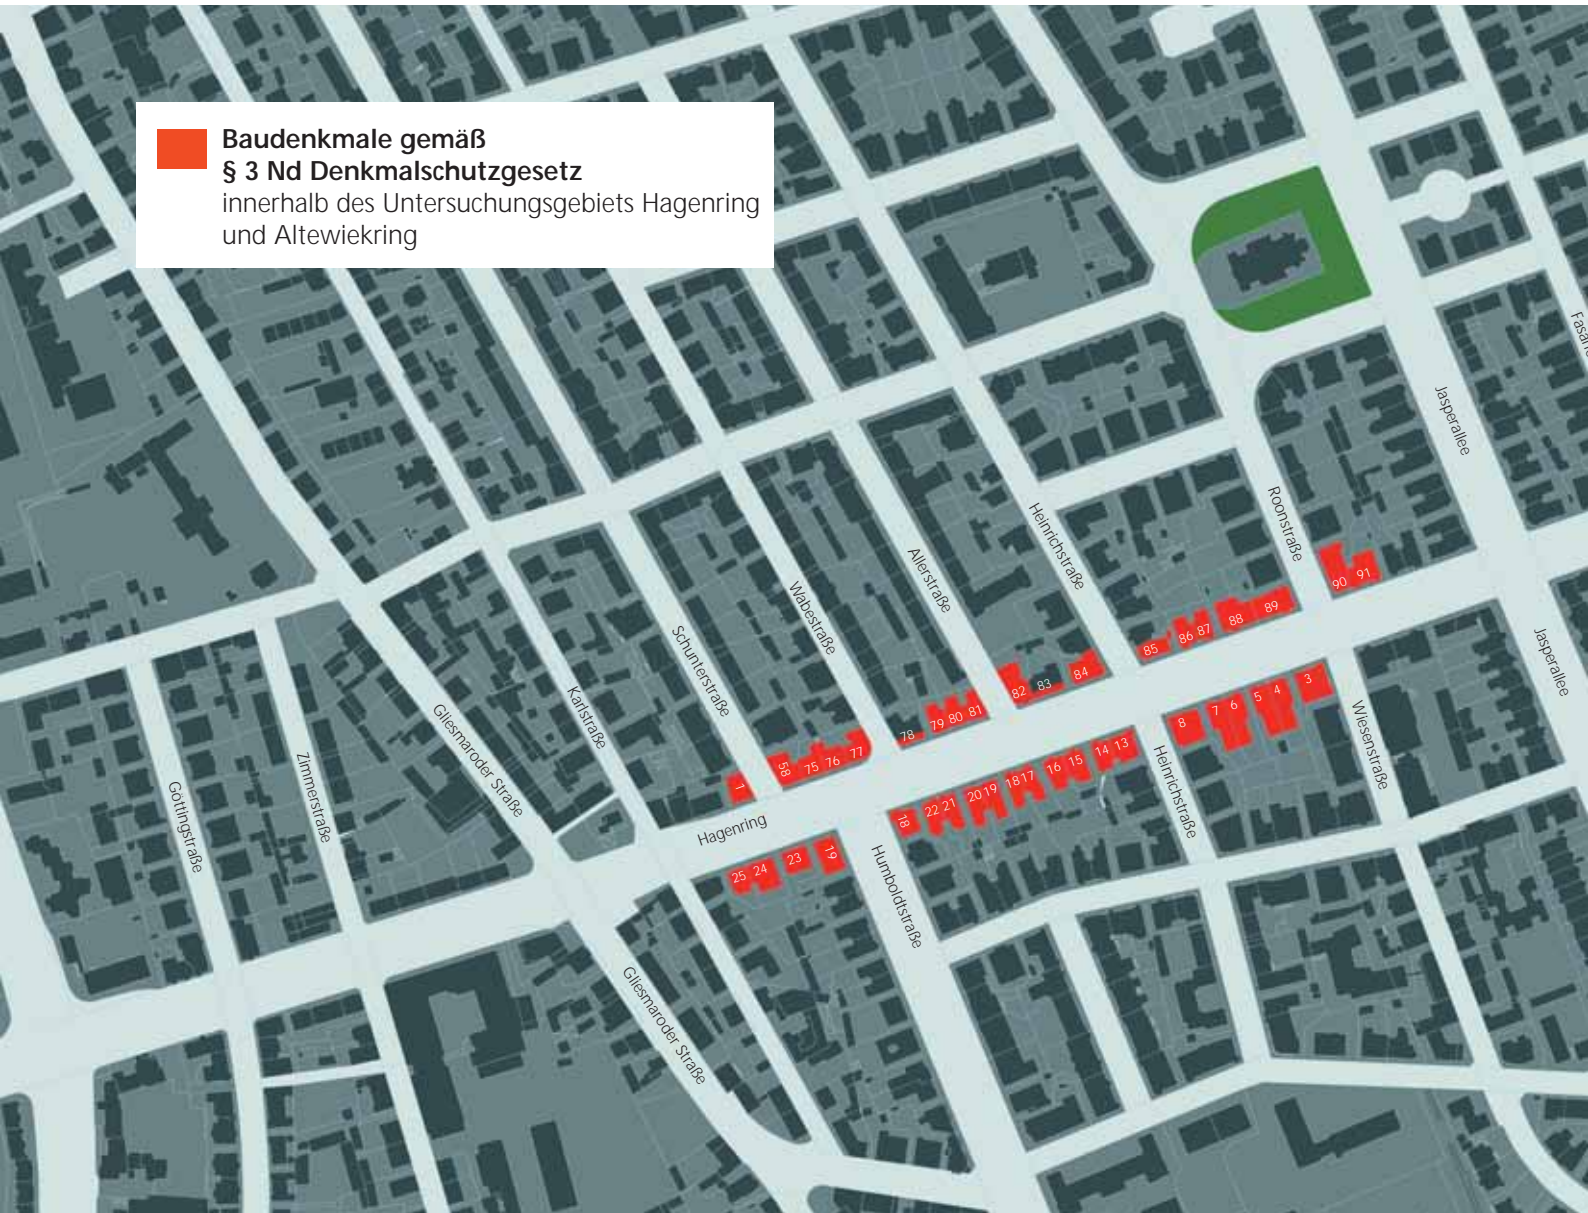 Baudenkmale gemäß
§ 3 Nd Denkmalschutzgesetz
innerhalb des Untersuchungsgebiets Hagenring
und Altewiekring
Jasperallee
Roonstraße
Heinrichstraße
Allerstraße
Wabestraße
Schunterstraße
Karlstraße
Gliesmaroder Straße
Zimmerstraße
Göttingstraße
90 91
85 86 87 88 89
82 83 84
78 79 80 81
58 75 76 77
1
Hagenring
3
4
5
6
7
8
13
14
15
16
17
18
19
20
21
22
18
19
23
24
25
Jasperallee
Wiesenstraße
Heinrichstraße
Humboldtstraße
Gliesmaroder Straße